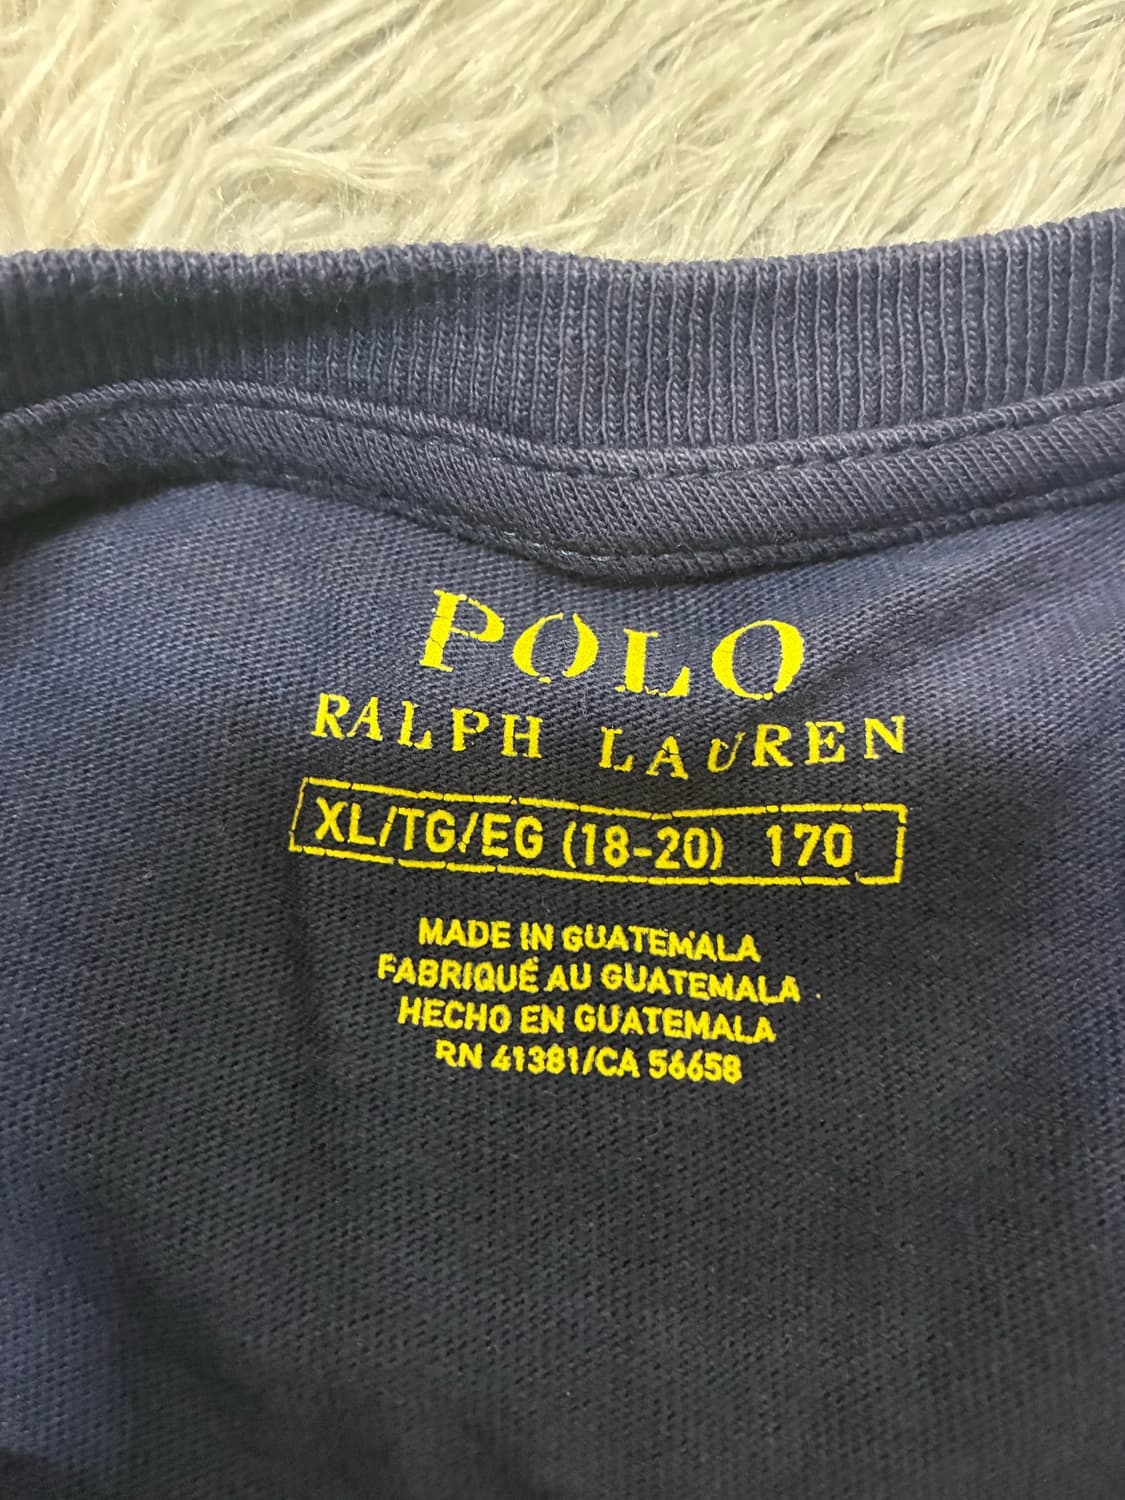 POLO
RALPH LAUREN
XL/TG/EG (18-20) 170
MADE IN GUATEMALA
FABRIQUÉ AU GUATEMALA
HECHO EN GUATEMALA
RN 41381/CA 56658